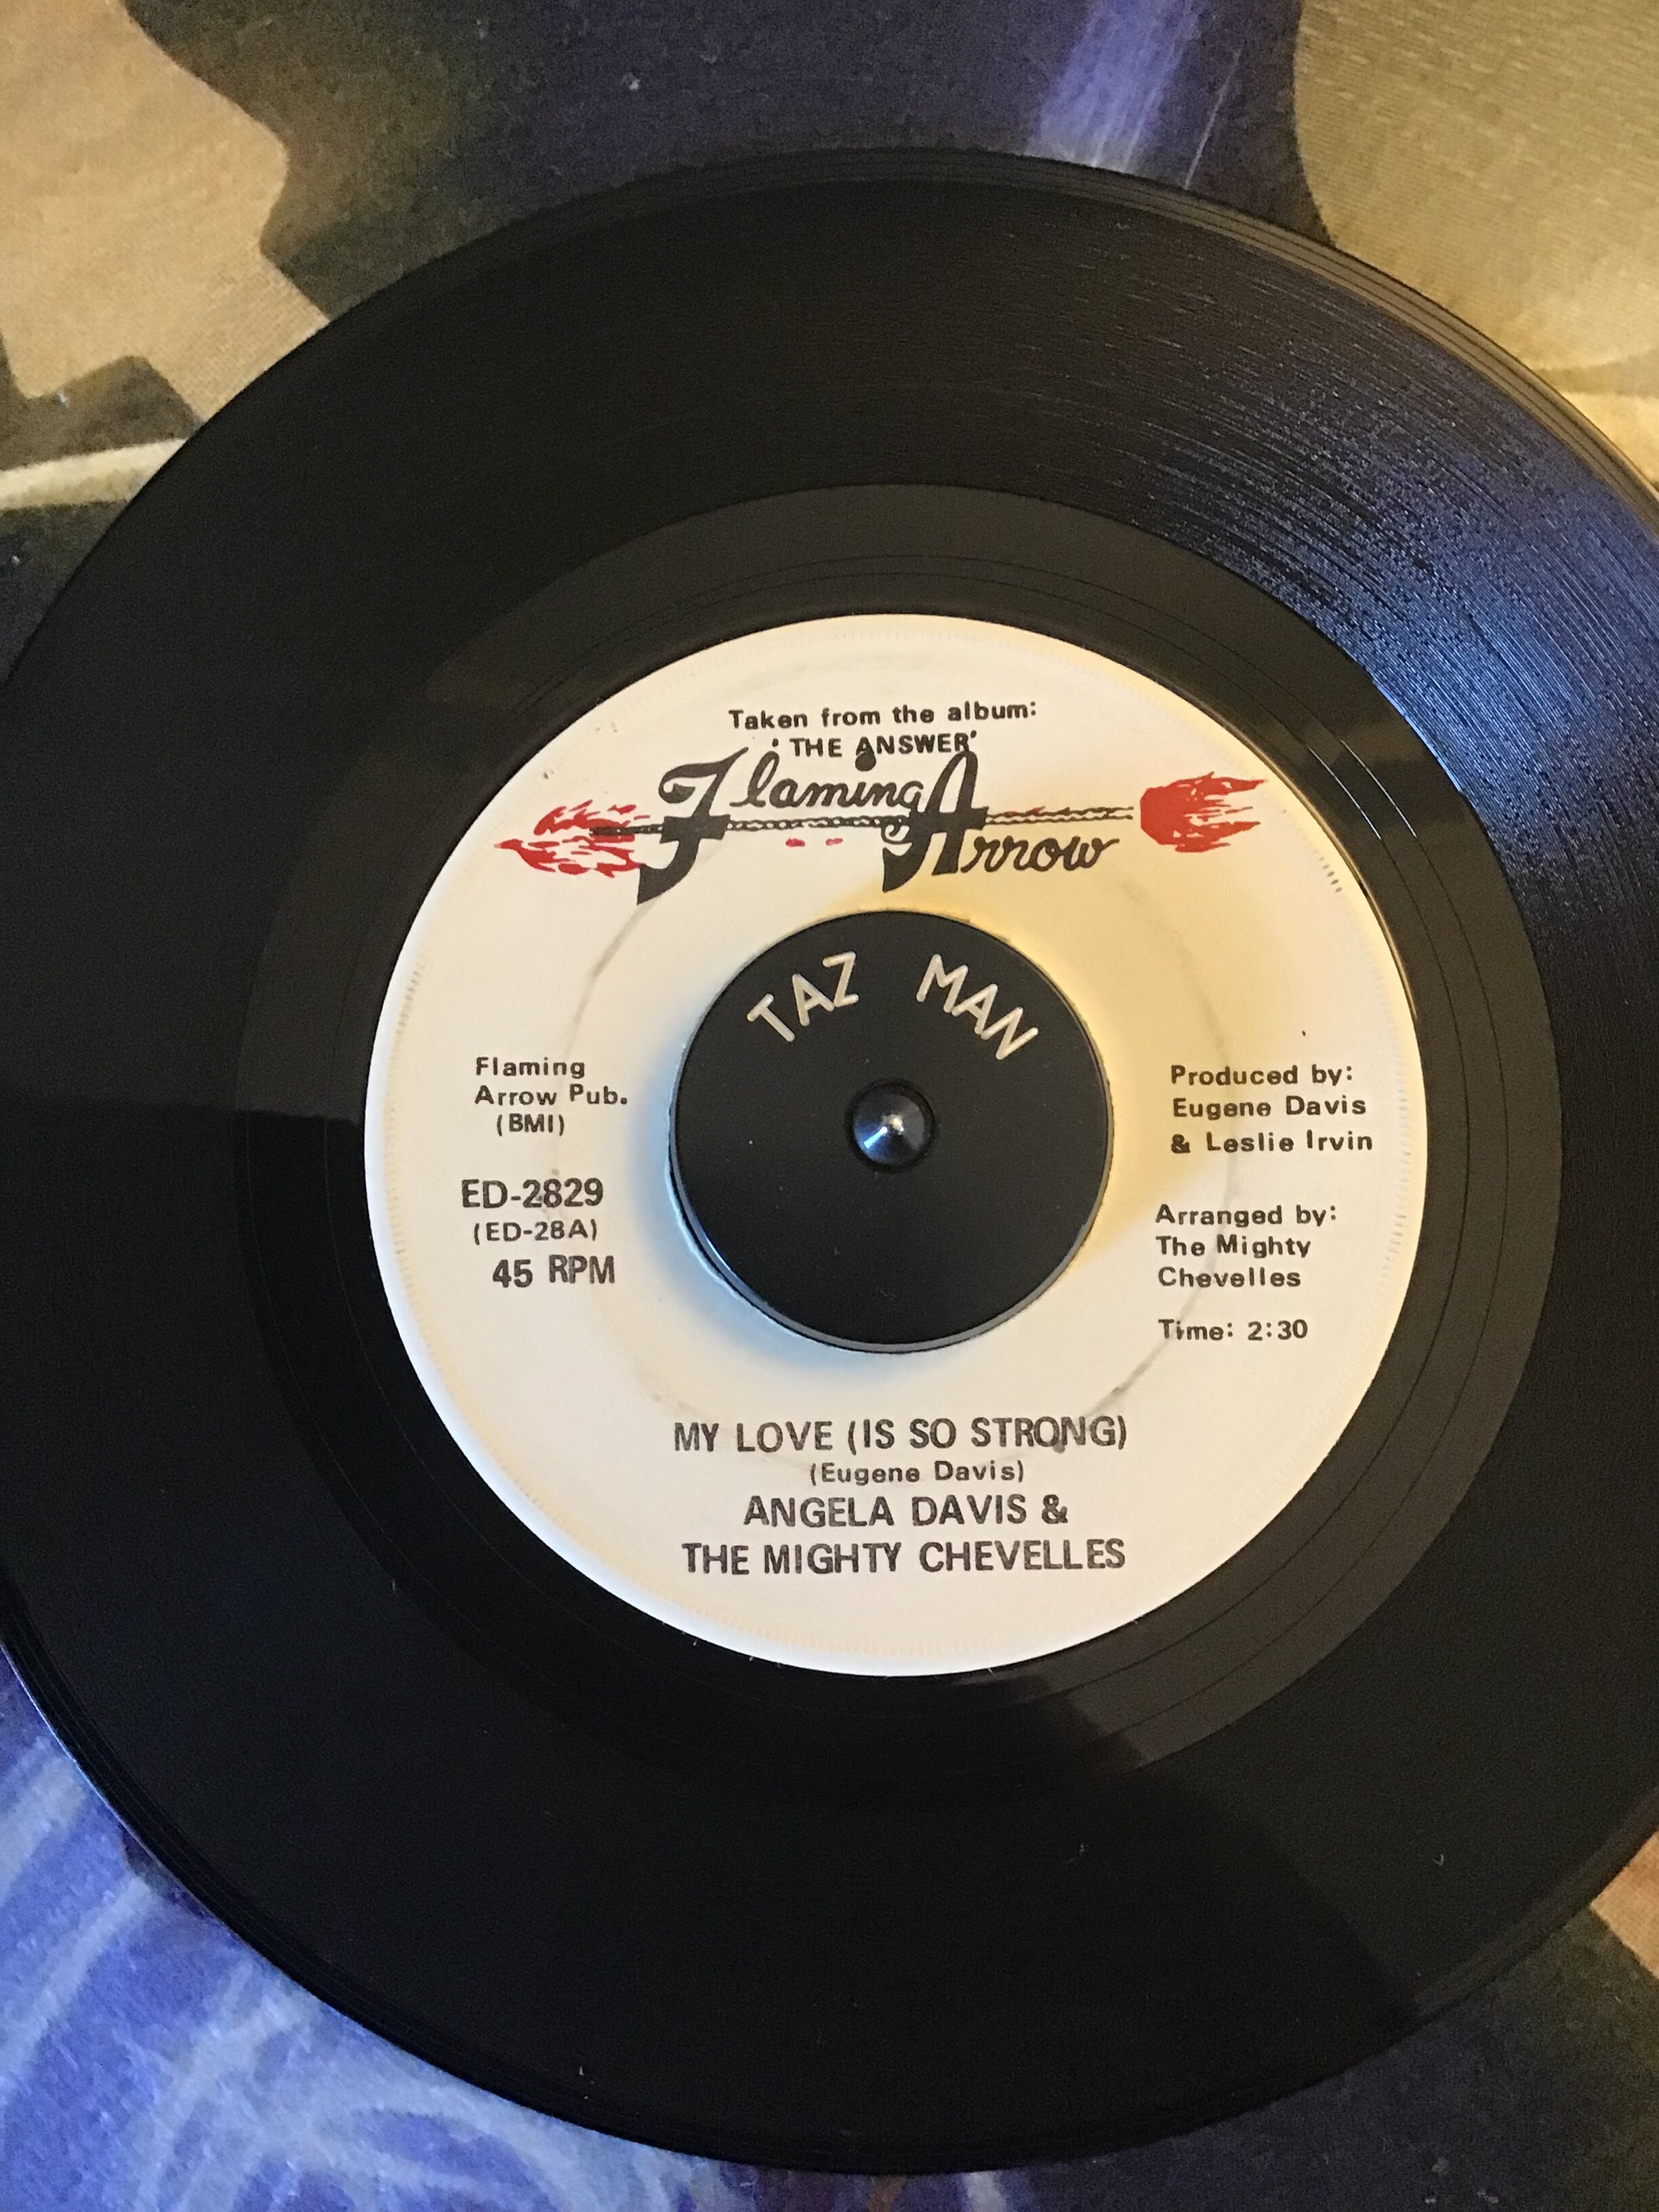 Taken from the album:
'THE ANSWER'
Flaming Arrow
TAZ MAN
Flaming
Arrow Pub.
(BMI)
ED-2829
(ED-28A)
45 RPM
Produced by:
Eugene Davis
& Leslie Irvin
Arranged by:
The Mighty
Chevelles
Time: 2:30
MY LOVE (IS SO STRONG)
(Eugene Davis)
ANGELA DAVIS &
THE MIGHTY CHEVELLES